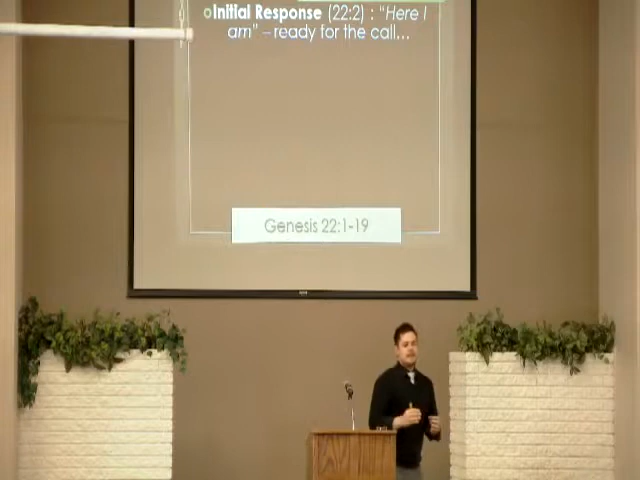 Initial Response (22:2) : "Here I
am" – ready for the call...
Genesis 22:1-19